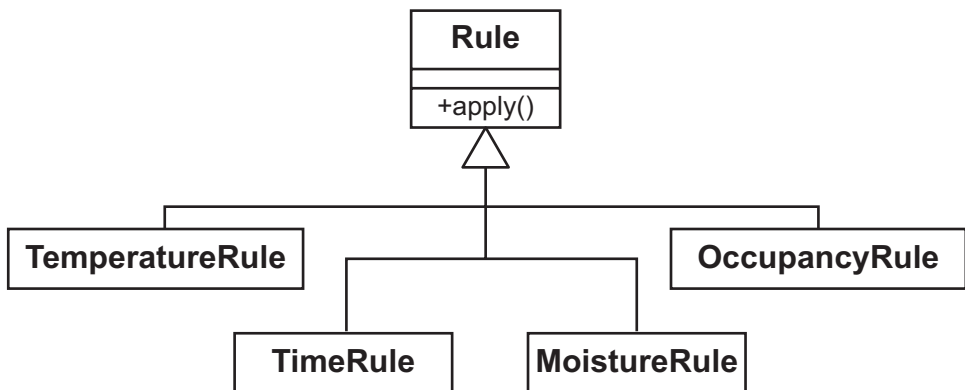 Rule
+apply()
TemperatureRule
OccupancyRule
TimeRule
MoistureRule